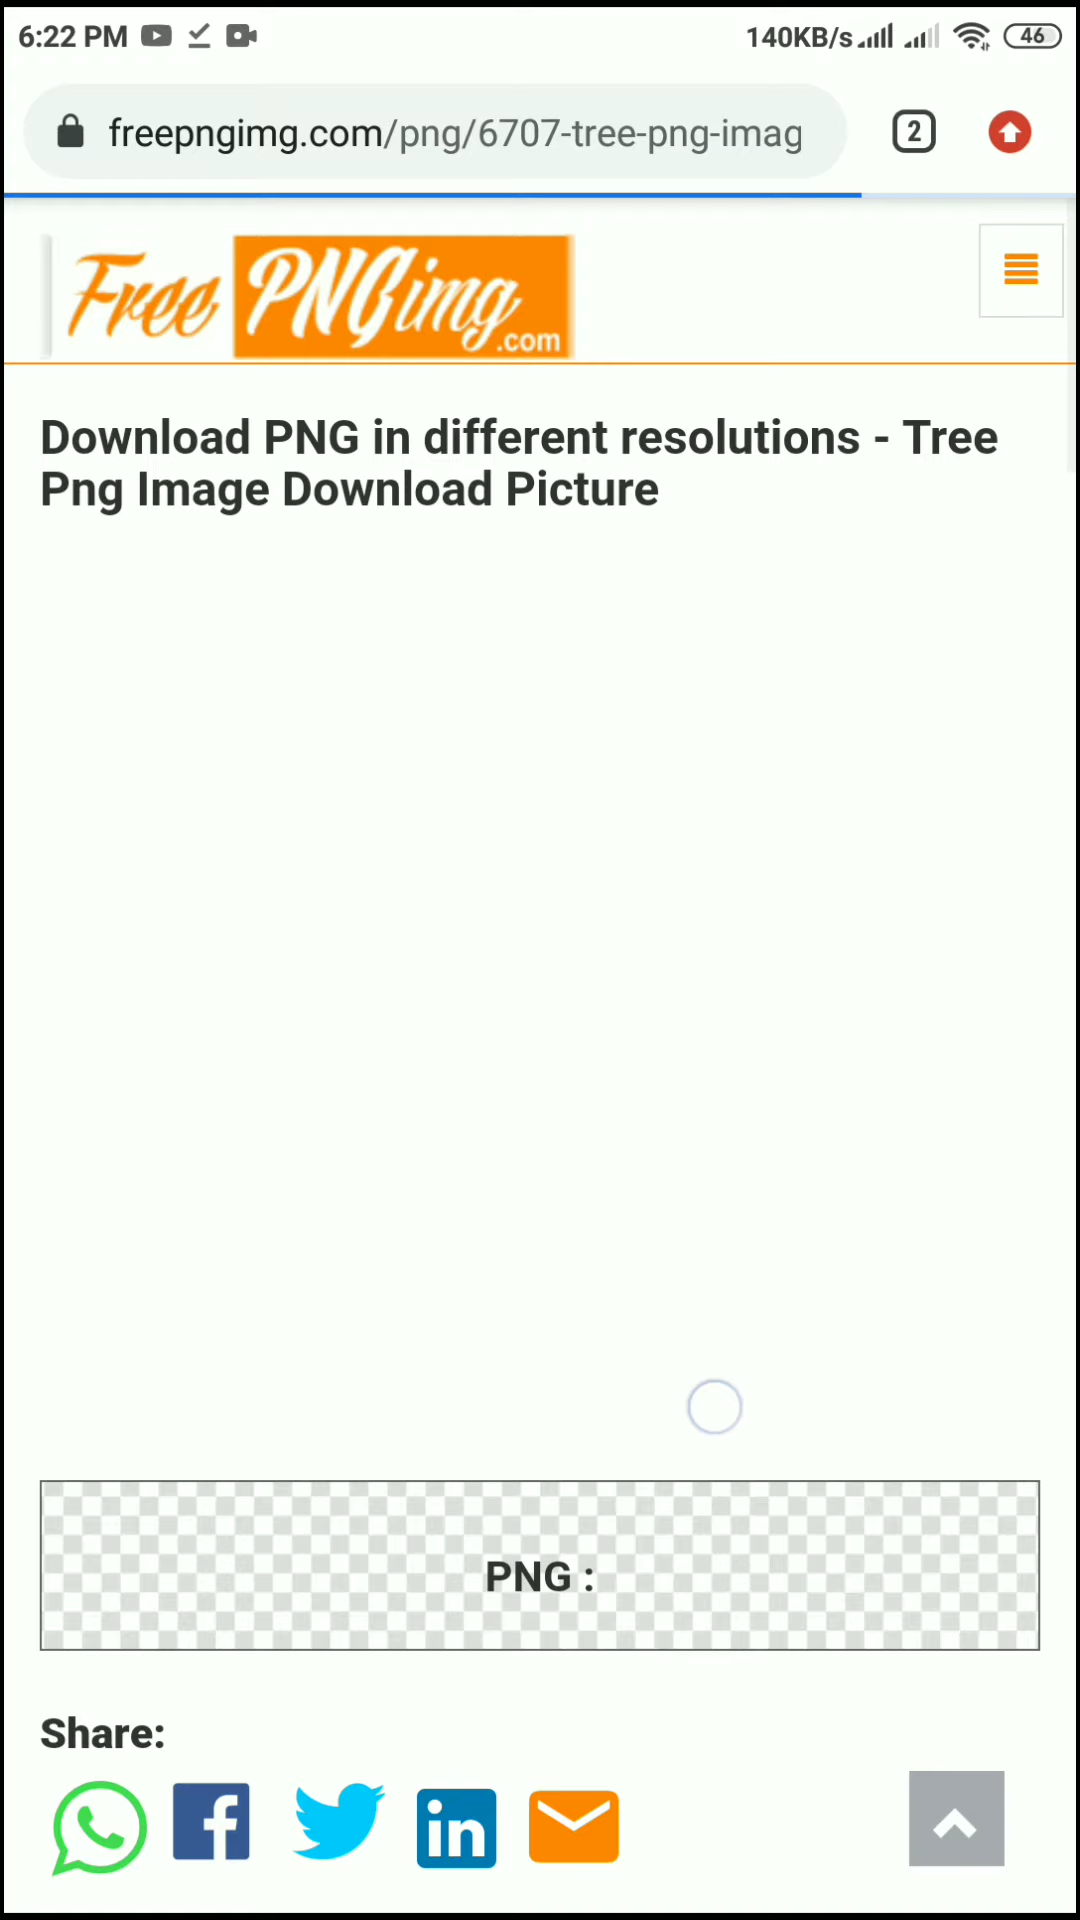 6:22 PM 140KB/s 46
freepngimg.com/png/6707-tree-png-imag 2
Free PNGimg.com
Download PNG in different resolutions - Tree
Png Image Download Picture
PNG :
Share:
in